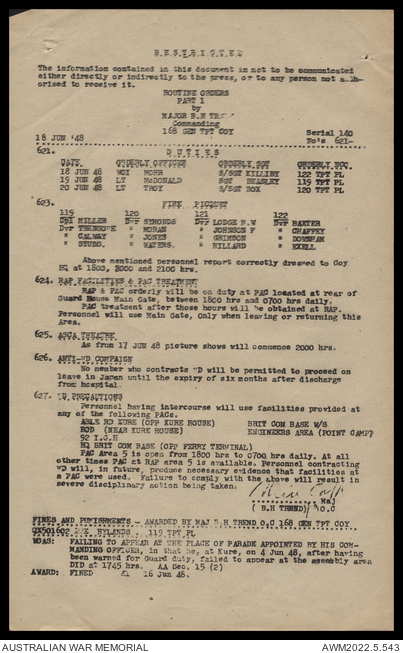 RESTRICTED
The information contained in this document is not to be communicated
either directly or indirectly to the press, or to any person not auth-
orised to receive it.
ROUTINE ORDERS
PART 1
by
MAJOR B.H TREND
Commanding
168 GEN TPT COY
Serial 140
18 JUN '48 No's 621-
621. DUTIES
DATE ORDERLY OFFICER ORDERLY SGT ORDERLY NCO.
18 JUN 48 WOI MOHR S/SGT KILLIBY 122 TPT PL
19 JUN 48 LT McDONALD SGT BEASLEY 119 TPT PL
20 JUN 48 LT TROY S/SGT BOX 120 TPT PL
623. FIRE PICQUET
119 120 121 122
Cpl MILLER Dvr SYMONDS Dvr LODGE N.W Dvr BAXTER
Dvr TRENGOVE " MORAN " JOHNSON F " CHAFFEY
" GALWAY " JONES " GRIMSON " DOWNHAM
" STUDD. " WATERS. " HILLARD "
Above mentioned personnel report correctly dressed to Coy
HQ at 1800, 2000 and 2100 hrs.
624. RAP FACILITIES & PAC TREATMENT
RAP & PAC orderly will be on duty at PAC located at rear of
Guard House Main Gate, between 1800 hrs and 0700 hrs daily.
PAC treatment after those hours will be obtained at RAP.
Personnel will use Main Gate, Only when leaving or returning this
Area.
625. THEATRE
As from 17 JUN 48 picture shows will commence 2000 hrs.
626. ANTI-VD COMPAIGN
No member who contracts VD will be permitted to proceed on
leave in Japan until the expiry of six months after discharge
from hospital.
627. VD PRECAUTIONS
Personnel having intercourse will use facilities provided at
any of the following PACs.
ABLE RD KURE (OPP KURE HOUSE) BRIT COM BASE W/S
BOD (NEAR KURE HOUSE) ENGINEERS AREA (POINT CAMP)
92 I.G.H
HQ BRIT COM BASE (OPP FERRY TERMINAL)
PAC Area 5 is open from 1800 hrs to 0700 hrs daily. At all
other times PAC at RAP area 5 is available. Personnel contracting
VD will, in future, produce necessary evidence that facilities at
a PAC were used. Failure to comply with the above will result in
severe disciplinary action being taken.
Maj
( B.H TREND) O.C
FINES AND PUNISHMENTS - AWARDED BY MAJ B.H TREND O.C 168 GEN TPT COY
HYLANDS. 119 TPT PL
WOAS: FAILING TO APPEAR AT THE PLACE OF PARADE APPOINTED BY HIS COM-
MANDING OFFICER, in that he, at Kure, on 4 Jun 48, after having
been warned for Guard duty, failed to appear at the assembly area
DID at 1745 hrs. AA Sec. 15 (2)
AWARD: FINED £1 16 Jun 48.
AUSTRALIAN WAR MEMORIAL AWM2022.5.543